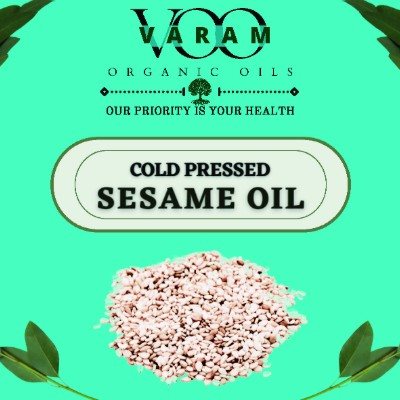 VOO
VARAM
ORGANIC OILS
OUR PRIORITY IS YOUR HEALTH
COLD PRESSED
SESAME OIL